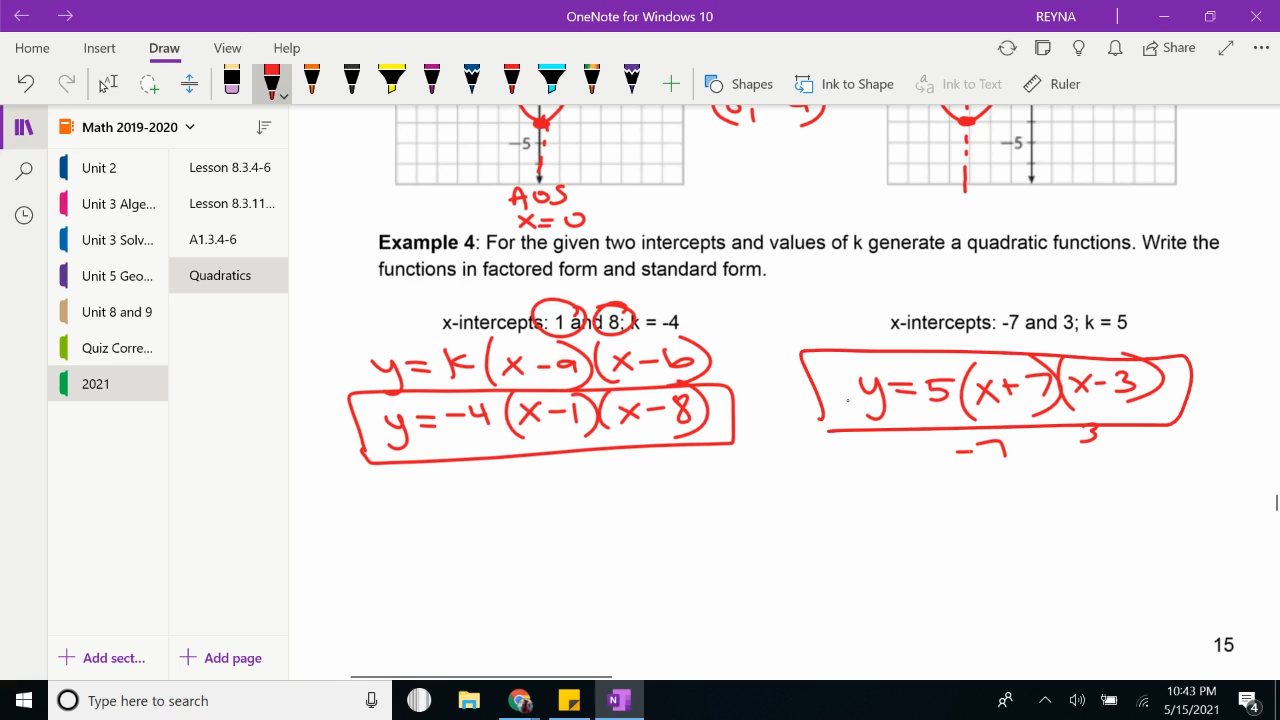 OneNote for Windows 10
REYNA
Home Insert Draw View Help
Share
Shapes Ink to Shape Ink to Text Ruler
Math 2019-2020
Unit 2
Unit 3 Alge...
Unit 3 Solv...
Unit 5 Geo...
Unit 8 and 9
Quiz Corre...
2021
Lesson 8.3.4-6
Lesson 8.3.11...
A1.3.4-6
Quadratics
-5
-5
AOS
x=0
Example 4: For the given two intercepts and values of k generate a quadratic functions. Write the
functions in factored form and standard form.
x-intercepts: 1 and 8; k = -4
y=k(x-a)(x-b)
y=-4(x-1)(x-8)
x-intercepts: -7 and 3; k = 5
y=5(x+7)(x-3)
-7 3
15
Add sect...
Add page
Type here to search
10:43 PM
5/15/2021
4